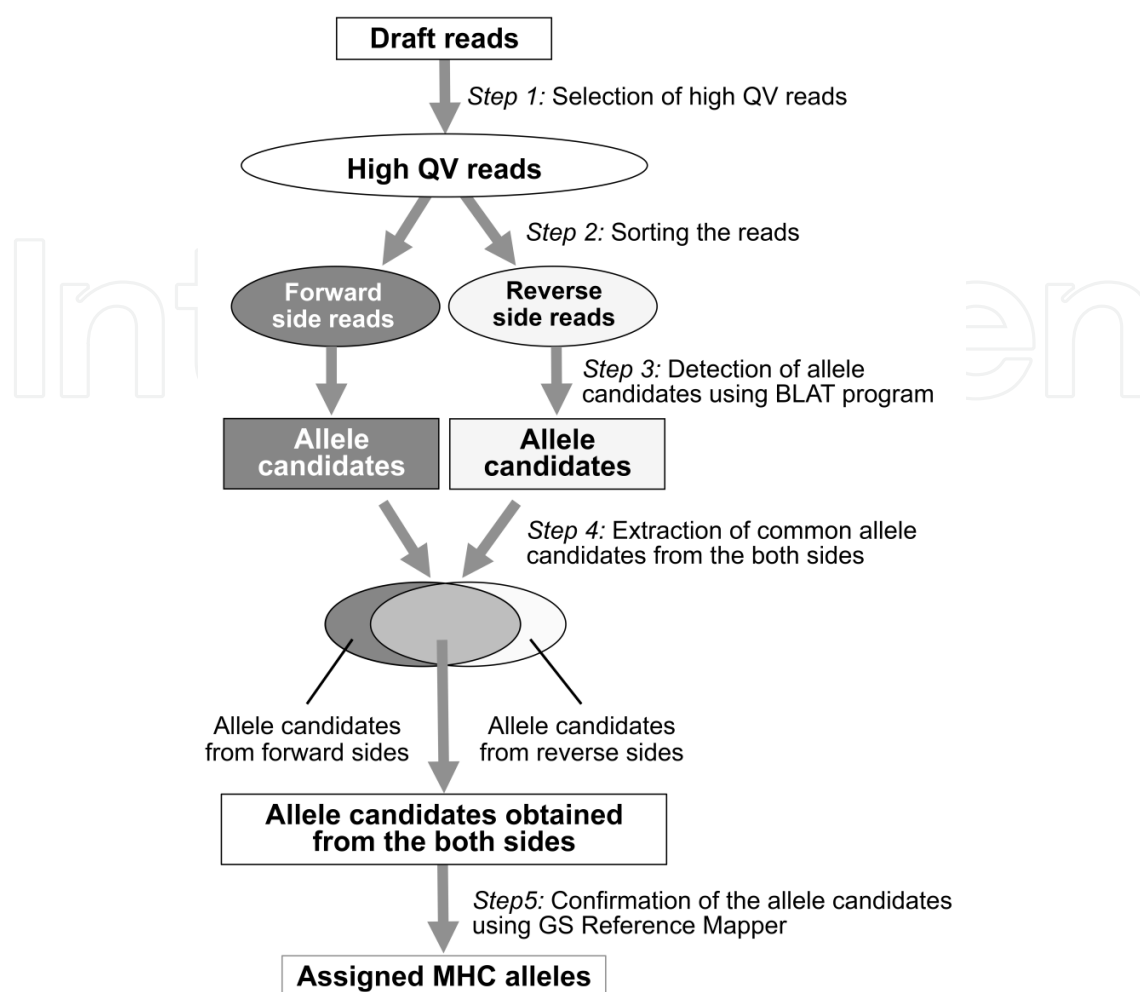 Draft reads
Step 1: Selection of high QV reads
High QV reads
Step 2: Sorting the reads
Forward
side reads
Reverse
side reads
Step 3: Detection of allele
candidates using BLAT program
Allele
candidates
Allele
candidates
Step 4: Extraction of common allele
candidates from the both sides
Allele candidates
from forward sides
Allele candidates
from reverse sides
Allele candidates obtained
from the both sides
Step5: Confirmation of the allele candidates
using GS Reference Mapper
Assigned MHC alleles